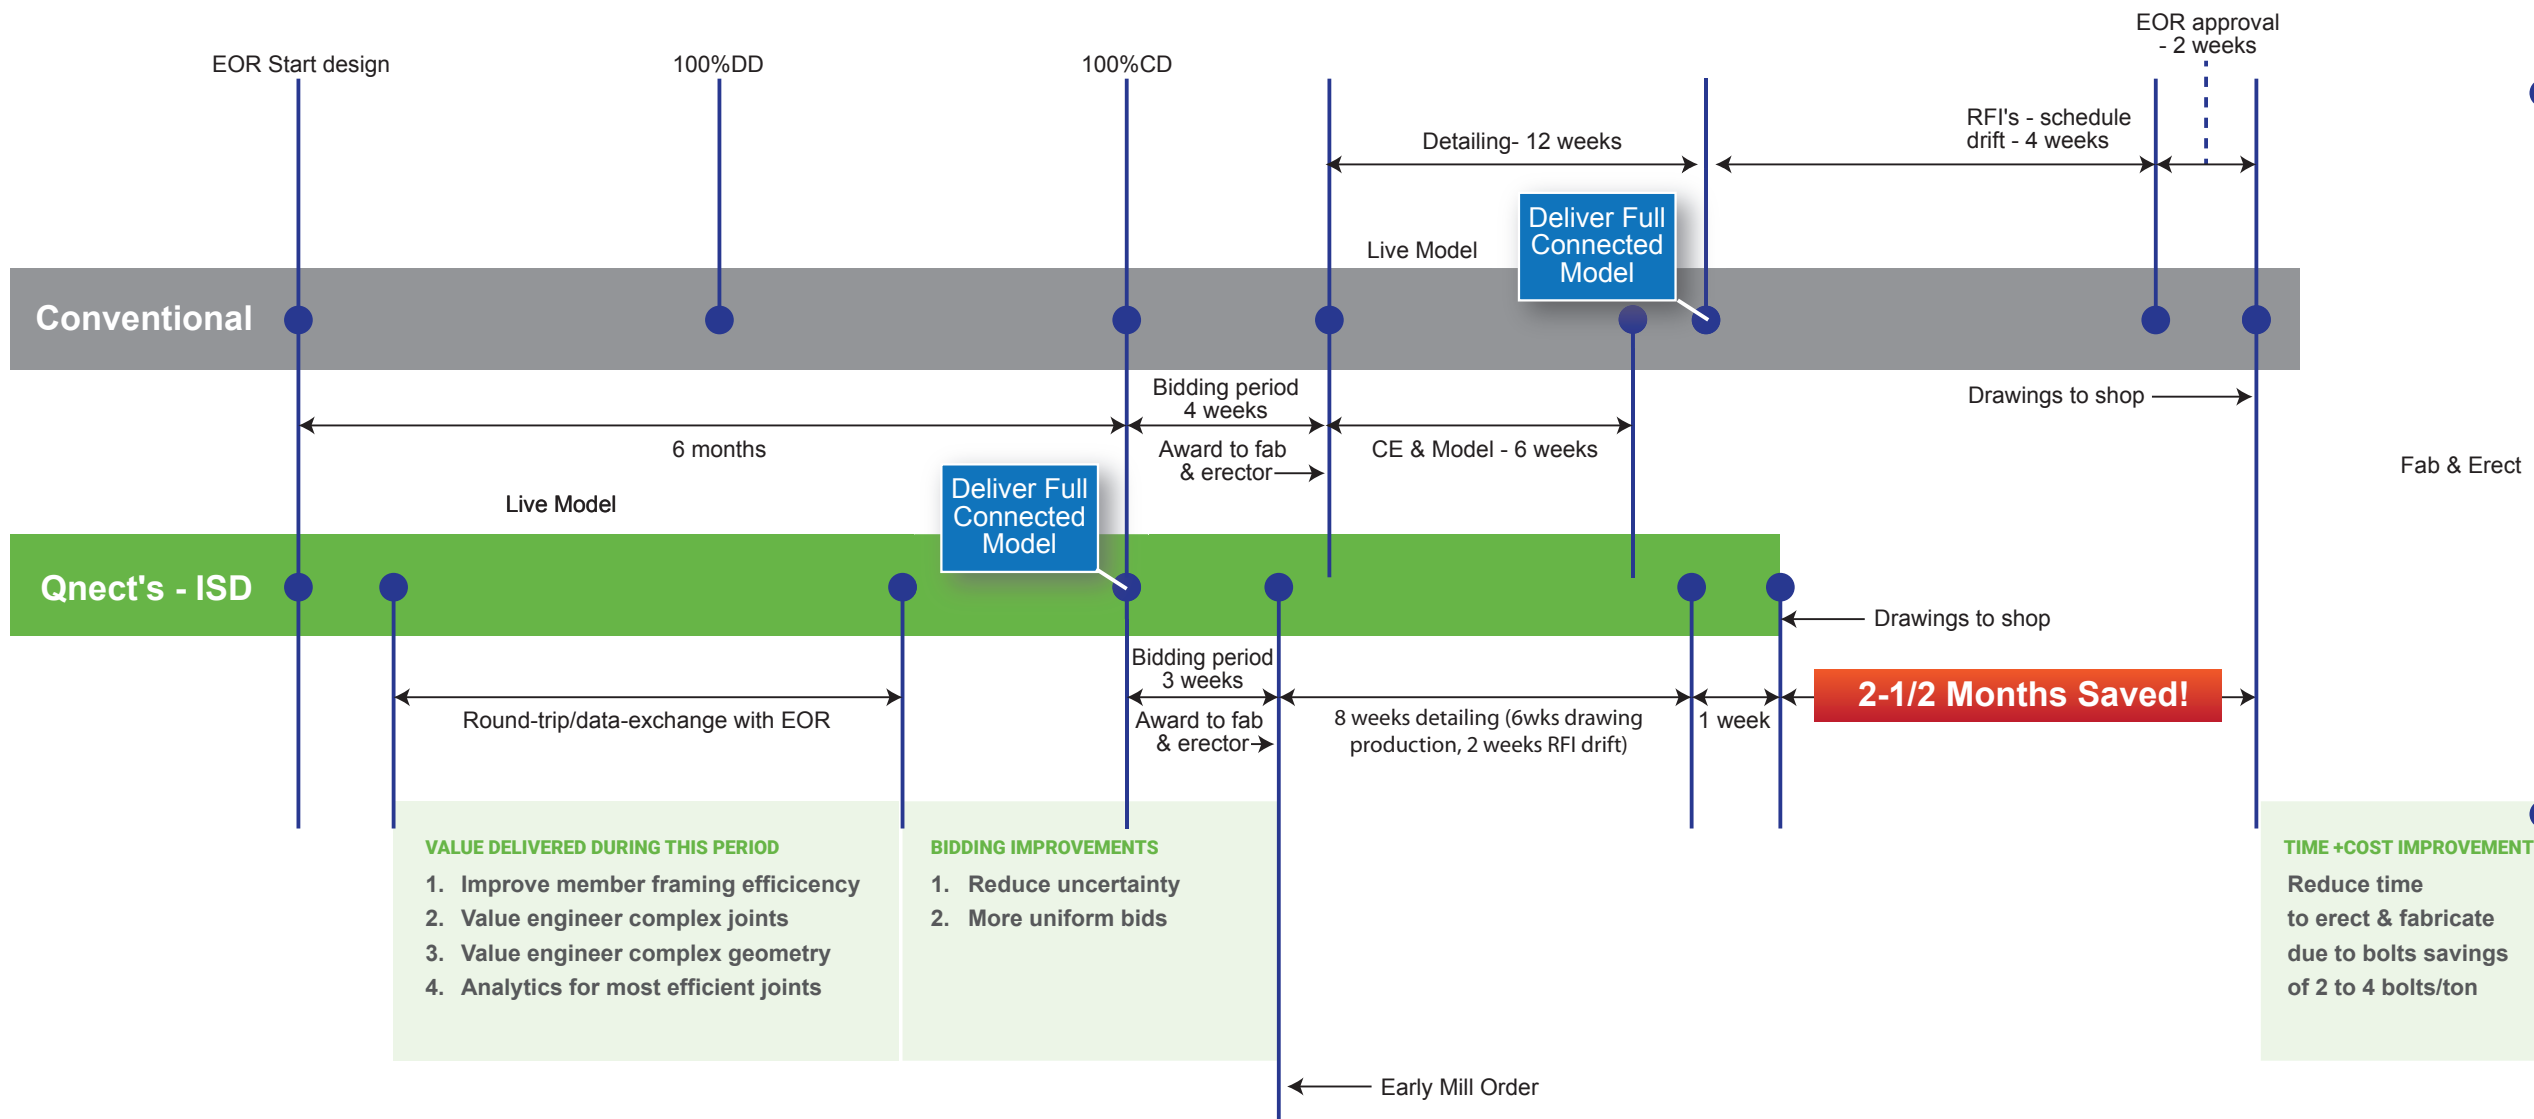 EOR approval
- 2 weeks
EOR Start design
100%DD
100%CD
RFI's - schedule
drift - 4 weeks
Detailing- 12 weeks
Deliver Full
Connected
Model
Live Model
Conventional
Bidding period
4 weeks
Drawings to shop
6 months
Award to fab
& erector
CE & Model - 6 weeks
Fab & Erect
Live Model
Deliver Full
Connected
Model
Qnect's - ISD
Drawings to shop
Bidding period
3 weeks
2-1/2 Months Saved!
Round-trip/data-exchange with EOR
Award to fab
& erector
8 weeks detailing (6wks drawing
production, 2 weeks RFI drift)
1 week
VALUE DELIVERED DURING THIS PERIOD
1. Improve member framing efficicency
2. Value engineer complex joints
3. Value engineer complex geometry
4. Analytics for most efficient joints
BIDDING IMPROVEMENTS
1. Reduce uncertainty
2. More uniform bids
TIME +COST IMPROVEMENT
Reduce time
to erect & fabricate
due to bolts savings
of 2 to 4 bolts/ton
Early Mill Order